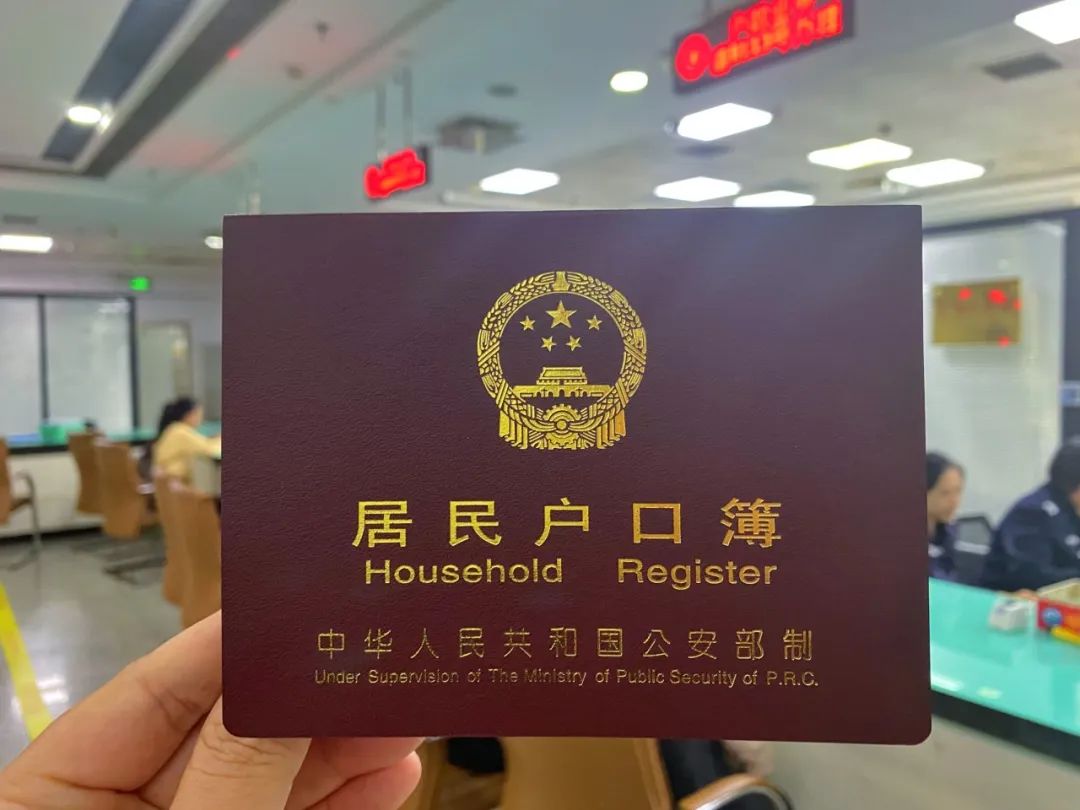 居民户口簿
Household Register
中华人民共和国公安部制
Under Supervision of The Ministry of Public Security of P.R.C.